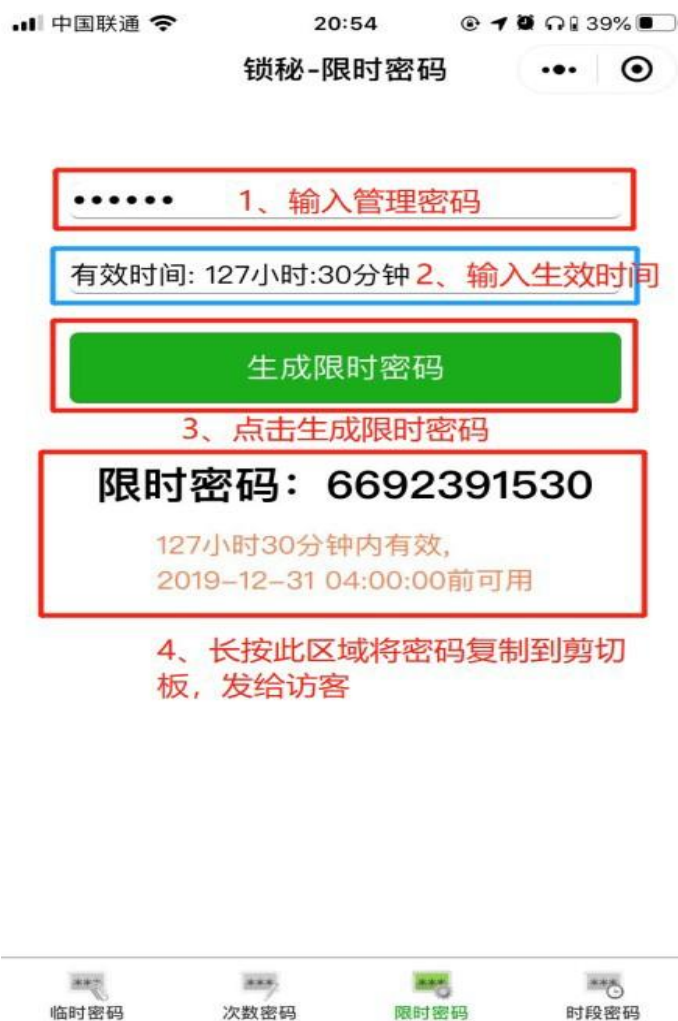 中国联通 20:54 39%
锁秘-限时密码
•••••• 1、输入管理密码
有效时间: 127小时:30分钟 2、输入生效时间
生成限时密码
3、点击生成限时密码
限时密码：6692391530
127小时30分钟内有效,
2019-12-31 04:00:00前可用
4、长按此区域将密码复制到剪切
板，发给访客
临时密码 次数密码 限时密码 时段密码